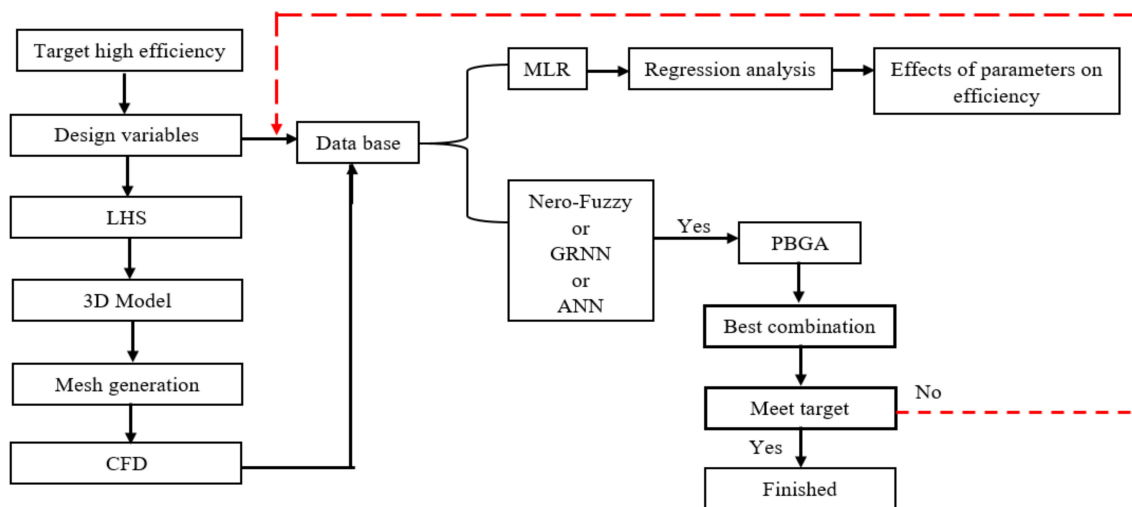 Target high efficiency
Design variables
LHS
3D Model
Mesh generation
CFD
Data base
MLR
Regression analysis
Effects of parameters on
efficiency
Nero-Fuzzy
or
GRNN
or
ANN
Yes
PBGA
Best combination
Meet target
No
Yes
Finished